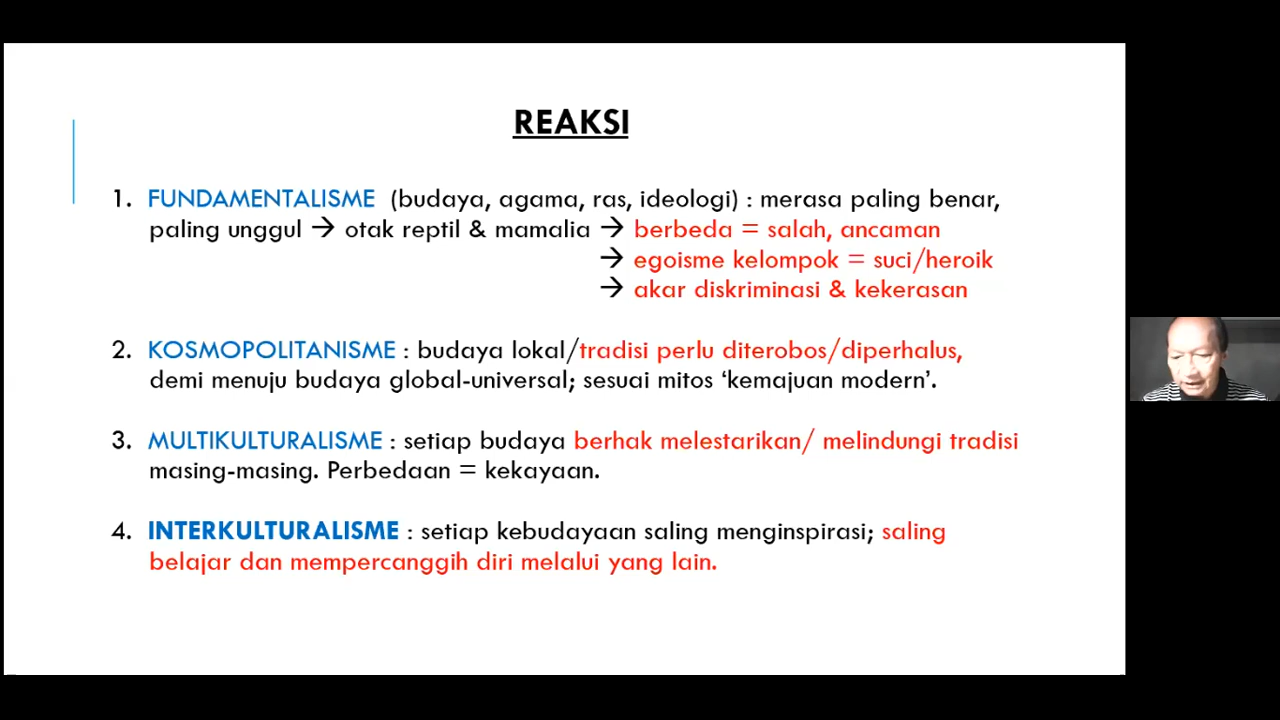 REAKSI
1. FUNDAMENTALISME (budaya, agama, ras, ideologi) : merasa paling benar,
paling unggul → otak reptil & mamalia → berbeda = salah, ancaman
→ egoisme kelompok = suci/heroik
→ akar diskriminasi & kekerasan
2. KOSMOPOLITANISME : budaya lokal/tradisi perlu diterobos/diperhalus,
demi menuju budaya global-universal; sesuai mitos ‘kemajuan modern’.
3. MULTIKULTURALISME : setiap budaya berhak melestarikan/ melindungi tradisi
masing-masing. Perbedaan = kekayaan.
4. INTERKULTURALISME : setiap kebudayaan saling menginspirasi; saling
belajar dan mempercanggih diri melalui yang lain.